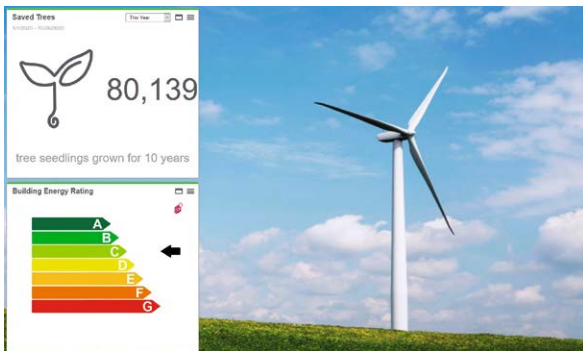 Saved Trees
This Year
80,139
tree seedlings grown for 10 years
Building Energy Rating
A
B
C
D
E
F
G